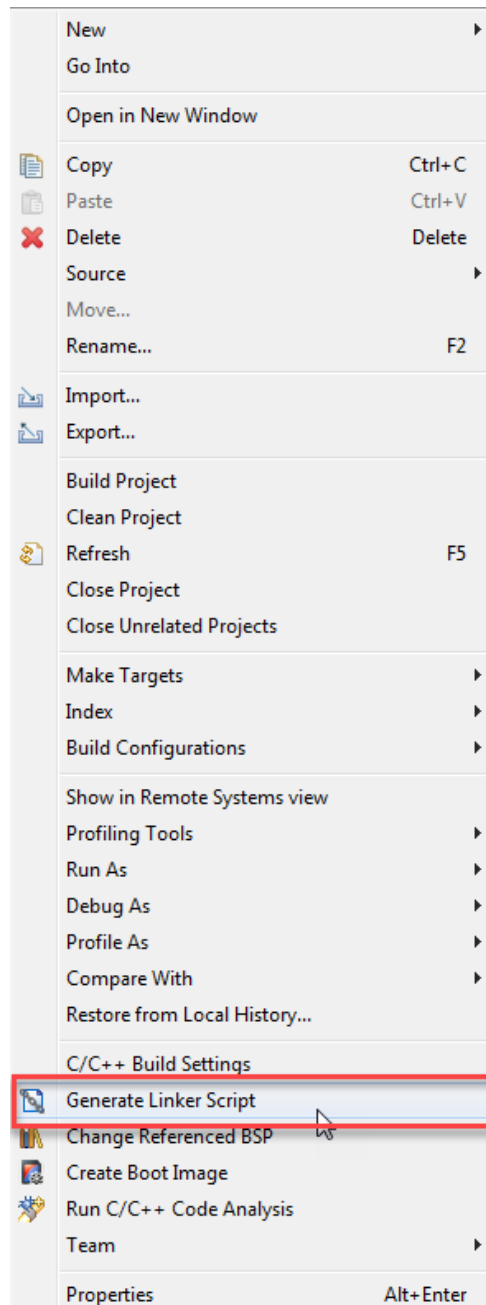 New
Go Into
Open in New Window
Copy Ctrl+C
Paste Ctrl+V
Delete Delete
Source
Move...
Rename... F2
Import...
Export...
Build Project
Clean Project
Refresh F5
Close Project
Close Unrelated Projects
Make Targets
Index
Build Configurations
Show in Remote Systems view
Profiling Tools
Run As
Debug As
Profile As
Compare With
Restore from Local History...
C/C++ Build Settings
Generate Linker Script
Change Referenced BSP
Create Boot Image
Run C/C++ Code Analysis
Team
Properties Alt+Enter